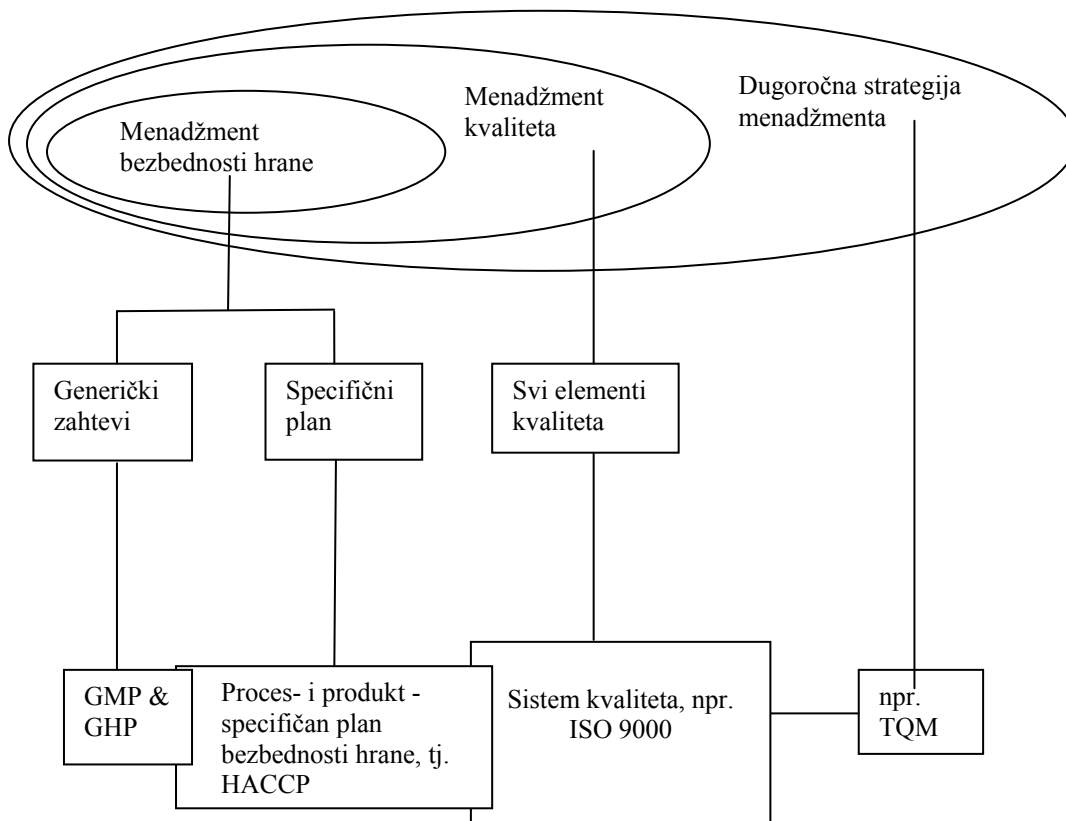 Menadžment
bezbednosti hrane
Menadžment
kvaliteta
Dugoročna strategija
menadžmenta
Generički
zahtevi
Specifični
plan
Svi elementi
kvaliteta
GMP &
GHP
Proces- i produkt -
specifičan plan
bezbednosti hrane, tj.
HACCP
Sistem kvaliteta, npr.
ISO 9000
npr.
TQM